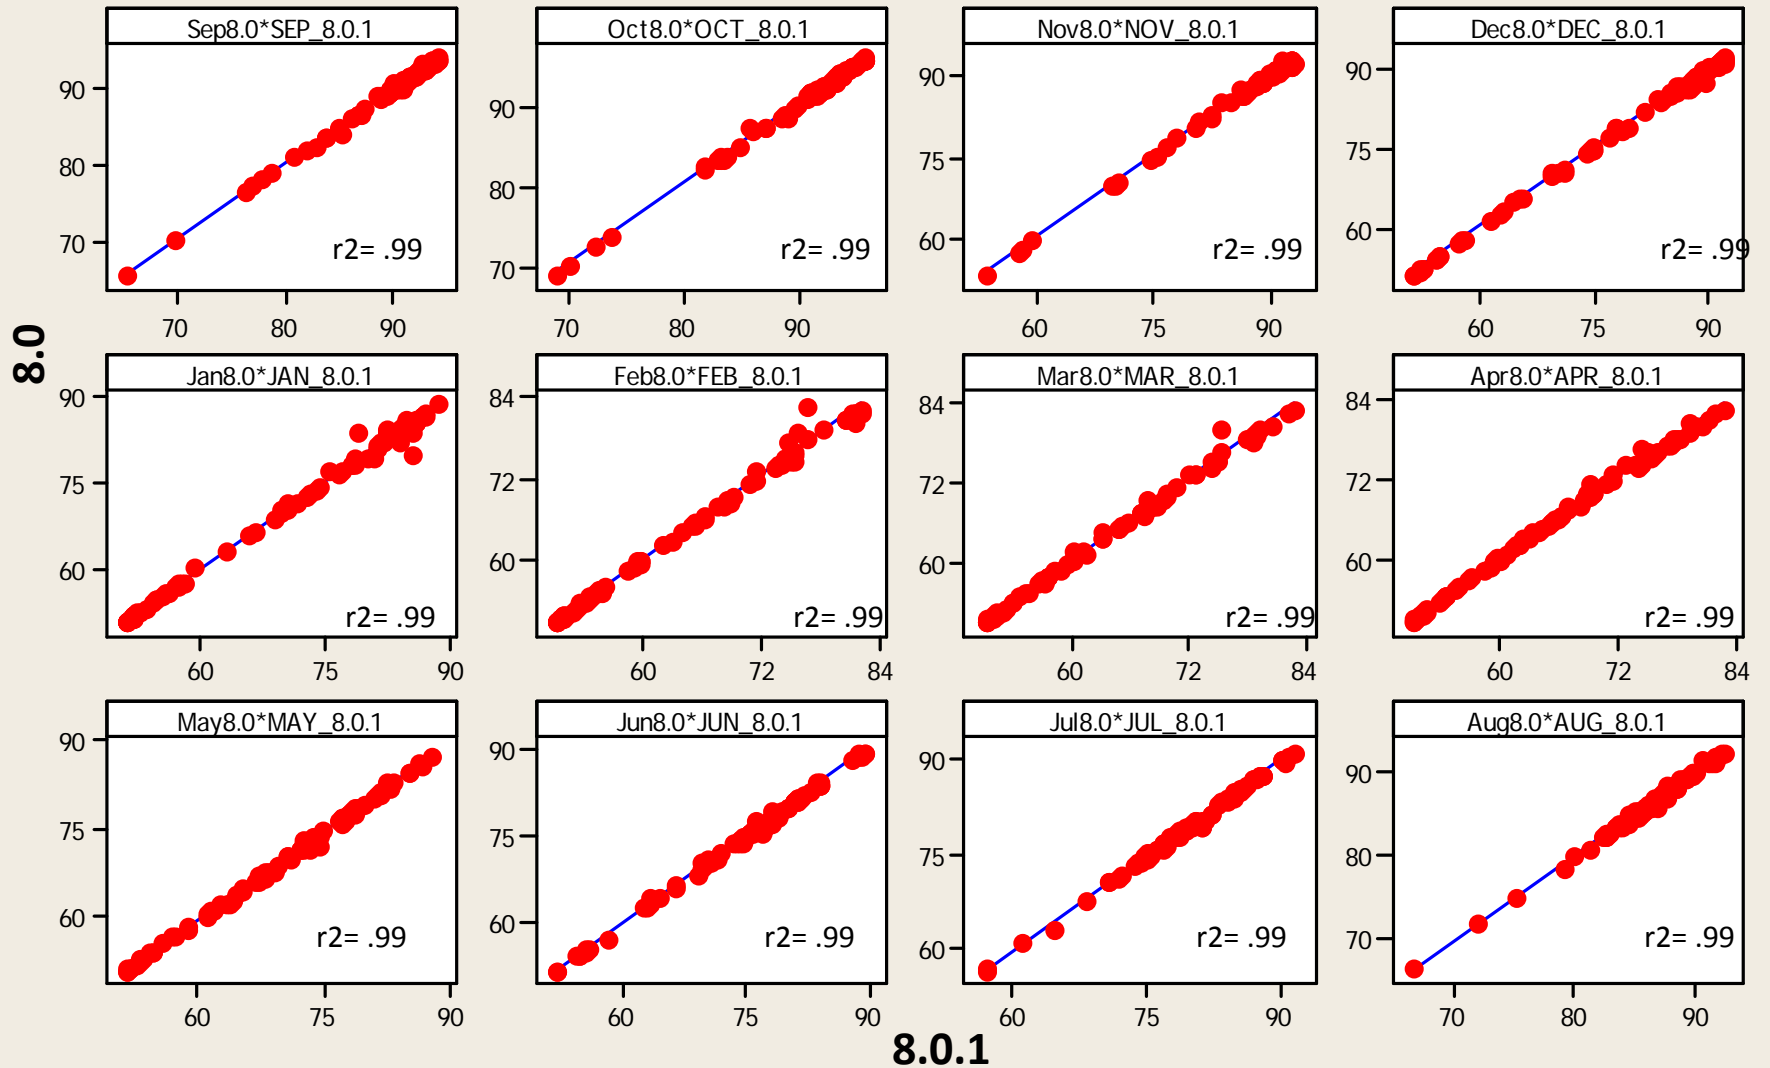 8.0
Sep8.0*SEP_8.0.1
90
80
70
r2= .99
70 80 90
Oct8.0*OCT_8.0.1
90
80
70
r2= .99
70 80 90
Nov8.0*NOV_8.0.1
90
75
60
r2= .99
60 75 90
Dec8.0*DEC_8.0.1
90
75
60
r2= .99
60 75 90
Jan8.0*JAN_8.0.1
90
75
60
r2= .99
60 75 90
Feb8.0*FEB_8.0.1
84
72
60
r2= .99
60 72 84
Mar8.0*MAR_8.0.1
84
72
60
r2= .99
60 72 84
Apr8.0*APR_8.0.1
84
72
60
r2= .99
60 72 84
May8.0*MAY_8.0.1
90
75
60
r2= .99
60 75 90
Jun8.0*JUN_8.0.1
90
75
60
r2= .99
60 75 90
Jul8.0*JUL_8.0.1
90
75
60
r2= .99
60 75 90
Aug8.0*AUG_8.0.1
90
80
70
r2= .99
70 80 90
8.0.1